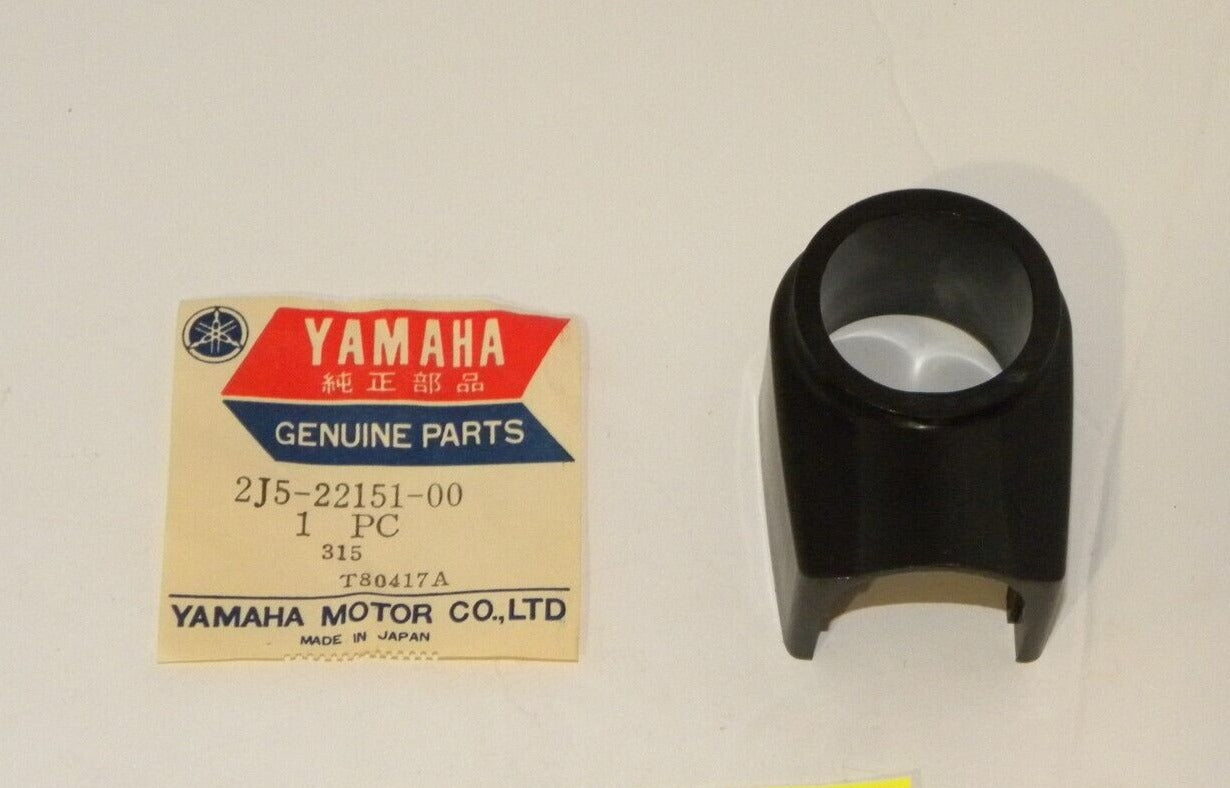 YAMAHA
純正部品
GENUINE PARTS
2J5-22151-00
1 PC
315
T80417A
YAMAHA MOTOR CO.,LTD
MADE IN JAPAN